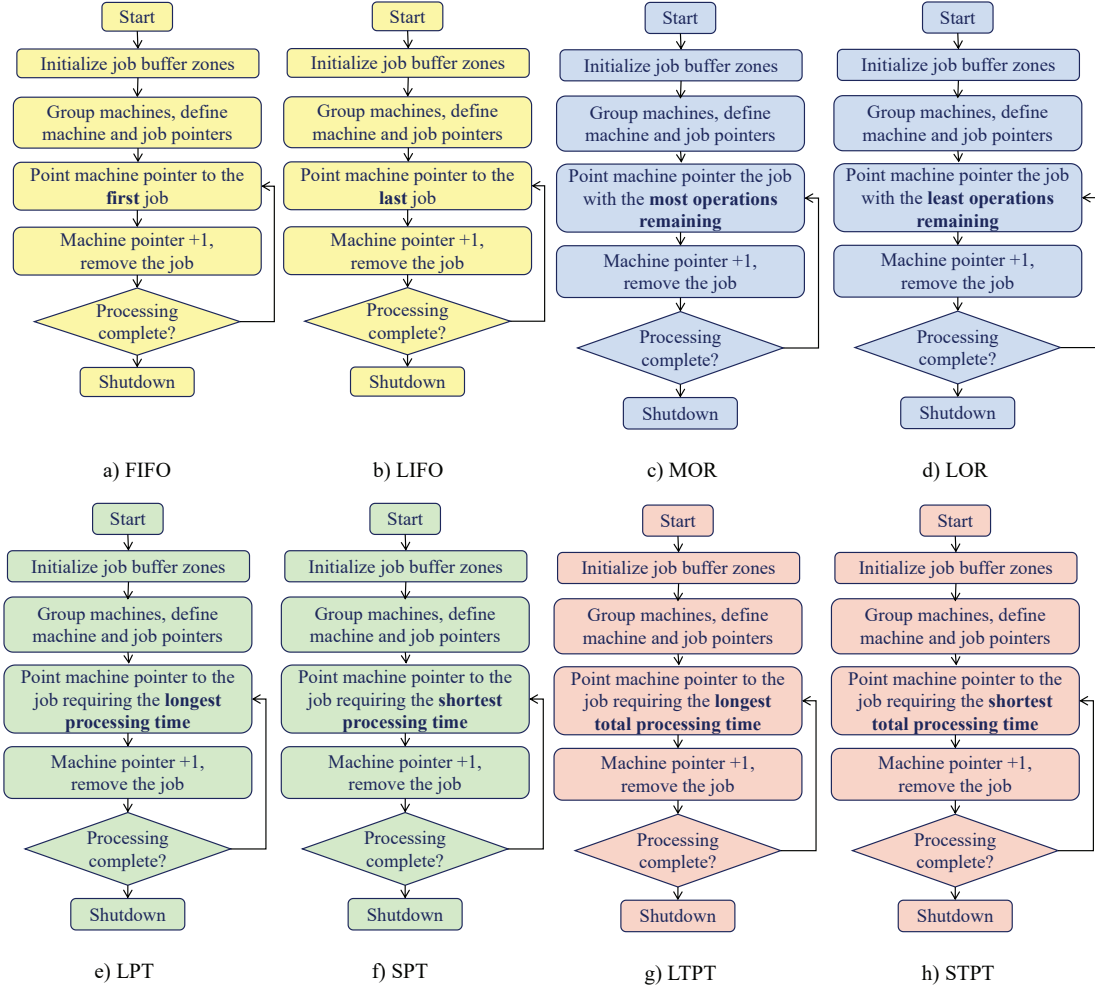 Start
Initialize job buffer zones
Group machines, define
machine and job pointers
Point machine pointer to the
first job
Machine pointer +1,
remove the job
Processing
complete?
Shutdown
a) FIFO
Start
Initialize job buffer zones
Group machines, define
machine and job pointers
Point machine pointer to the
last job
Machine pointer +1,
remove the job
Processing
complete?
Shutdown
b) LIFO
Start
Initialize job buffer zones
Group machines, define
machine and job pointers
Point machine pointer the job
with the most operations
remaining
Machine pointer +1,
remove the job
Processing
complete?
Shutdown
c) MOR
Start
Initialize job buffer zones
Group machines, define
machine and job pointers
Point machine pointer the job
with the least operations
remaining
Machine pointer +1,
remove the job
Processing
complete?
Shutdown
d) LOR
Start
Initialize job buffer zones
Group machines, define
machine and job pointers
Point machine pointer to the
job requiring the longest
processing time
Machine pointer +1,
remove the job
Processing
complete?
Shutdown
e) LPT
Start
Initialize job buffer zones
Group machines, define
machine and job pointers
Point machine pointer to the
job requiring the shortest
processing time
Machine pointer +1,
remove the job
Processing
complete?
Shutdown
f) SPT
Start
Initialize job buffer zones
Group machines, define
machine and job pointers
Point machine pointer to the
job requiring the longest
total processing time
Machine pointer +1,
remove the job
Processing
complete?
Shutdown
g) LTPT
Start
Initialize job buffer zones
Group machines, define
machine and job pointers
Point machine pointer to the
job requiring the shortest
total processing time
Machine pointer +1,
remove the job
Processing
complete?
Shutdown
h) STPT